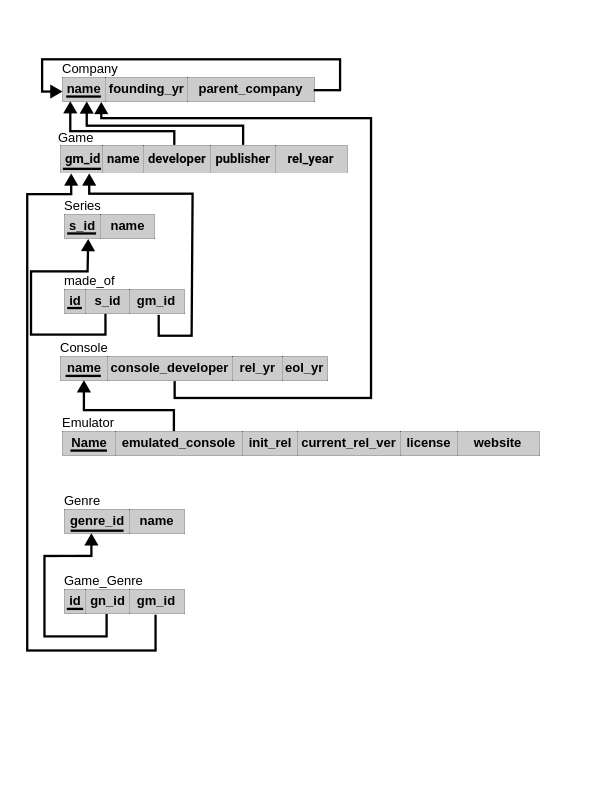 Company
name founding_yr parent_company
Game
gm_id name developer publisher rel_year
Series
s_id name
made_of
id s_id gm_id
Console
name console_developer rel_yr eol_yr
Emulator
Name emulated_console init_rel current_rel_ver license website
Genre
genre_id name
Game_Genre
id gn_id gm_id